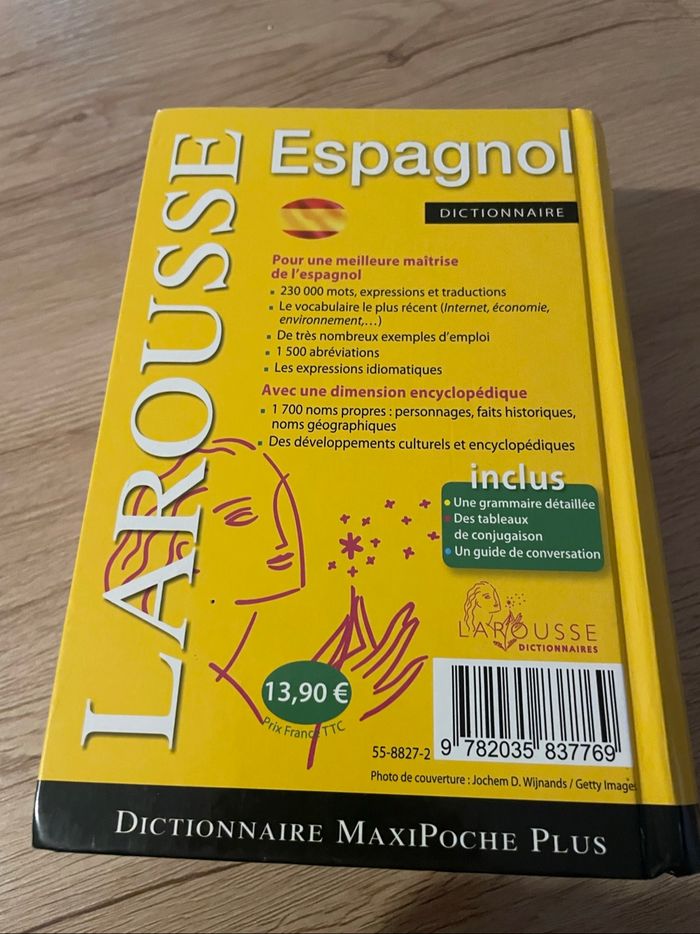 LAROUSSE
Espagnol
DICTIONNAIRE
Pour une meilleure maîtrise
de l'espagnol
▪ 230 000 mots, expressions et traductions
▪ Le vocabulaire le plus récent (Internet, économie,
environnement,...)
▪ De très nombreux exemples d'emploi
▪ 1 500 abréviations
▪ Les expressions idiomatiques
Avec une dimension encyclopédique
▪ 1 700 noms propres : personnages, faits historiques,
noms géographiques
▪ Des développements culturels et encyclopédiques
inclus
• Une grammaire détaillée
• Des tableaux
de conjugaison
• Un guide de conversation
LAROUSSE
DICTIONNAIRES
13,90 €
Prix France TTC
55-8827-2
9 782035 837769
Photo de couverture : Jochem D. Wijnands / Getty Images
DICTIONNAIRE MAXIPOCHE PLUS